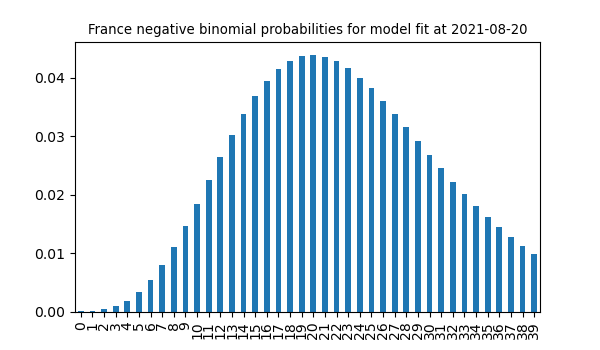 France negative binomial probabilities for model fit at 2021-08-20
0.04
0.03
0.02
0.01
0.00
0 1 2 3 4 5 6 7 8 9 10 11 12 13 14 15 16 17 18 19 20 21 22 23 24 25 26 27 28 29 30 31 32 33 34 35 36 37 38 39